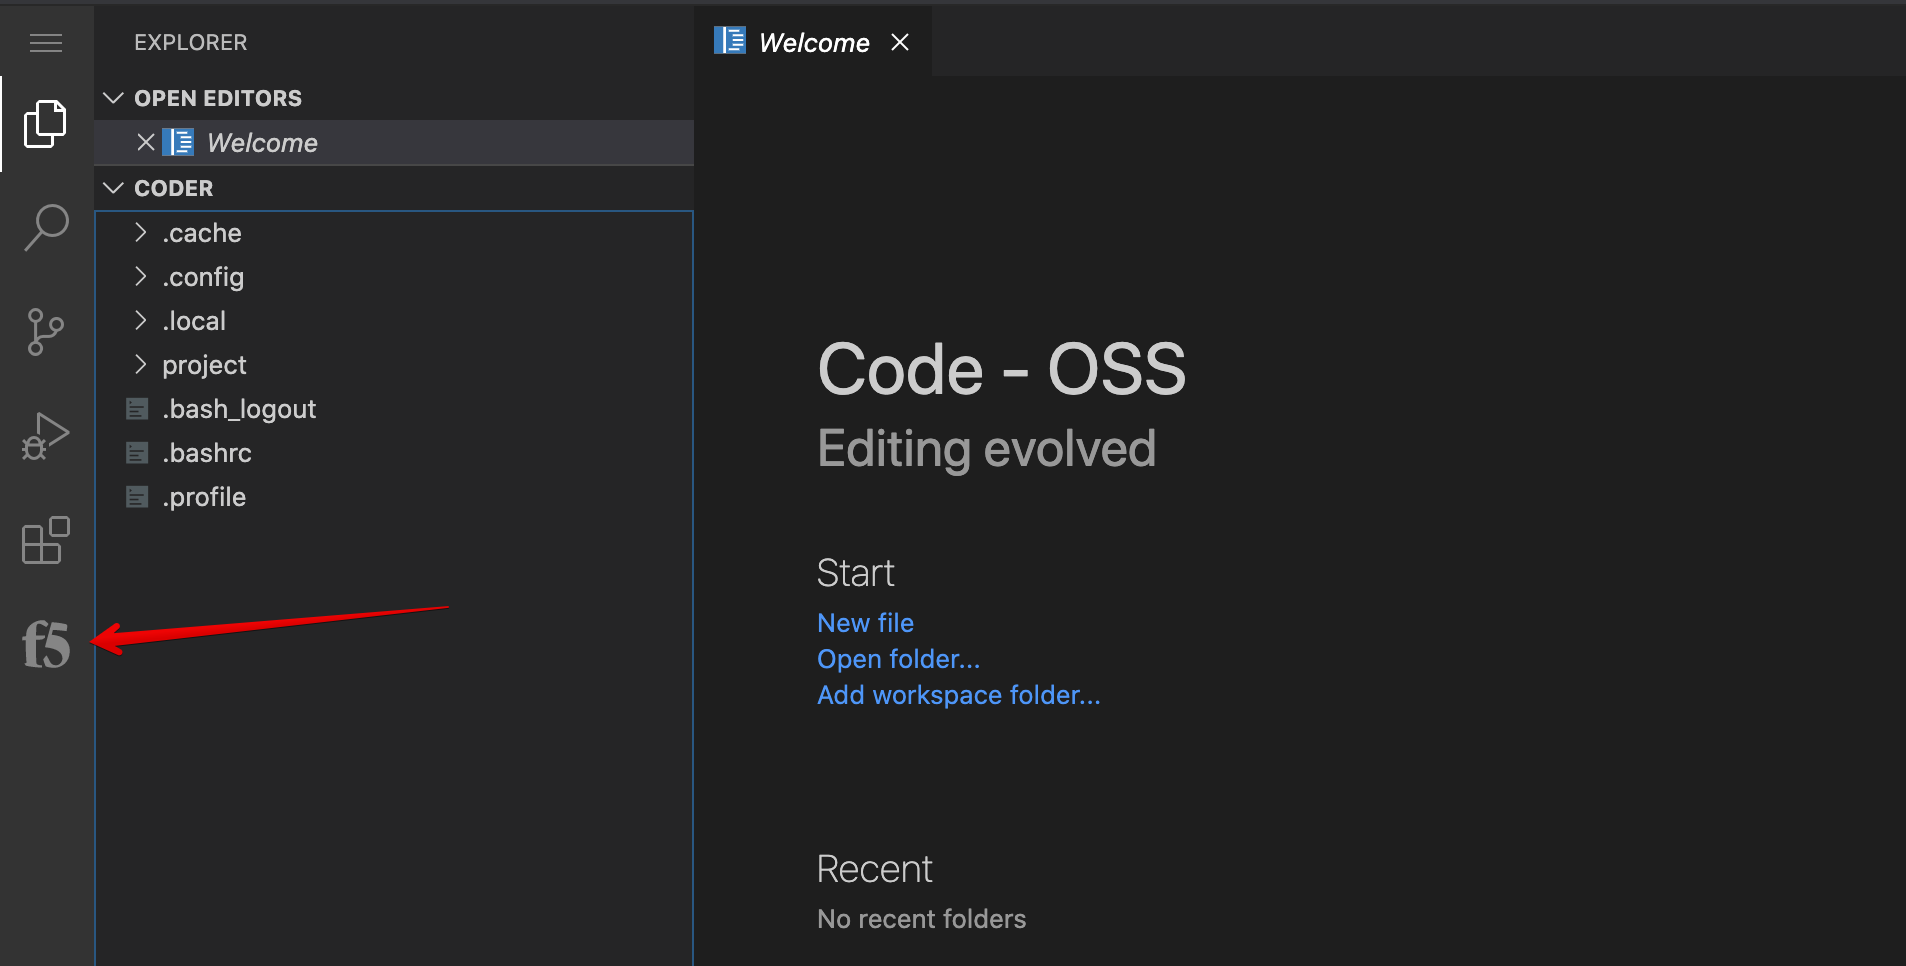 EXPLORER
OPEN EDITORS
Welcome
CODER
.cache
.config
.local
project
.bash_logout
.bashrc
.profile
f5
Welcome
Code - OSS
Editing evolved
Start
New file
Open folder...
Add workspace folder...
Recent
No recent folders